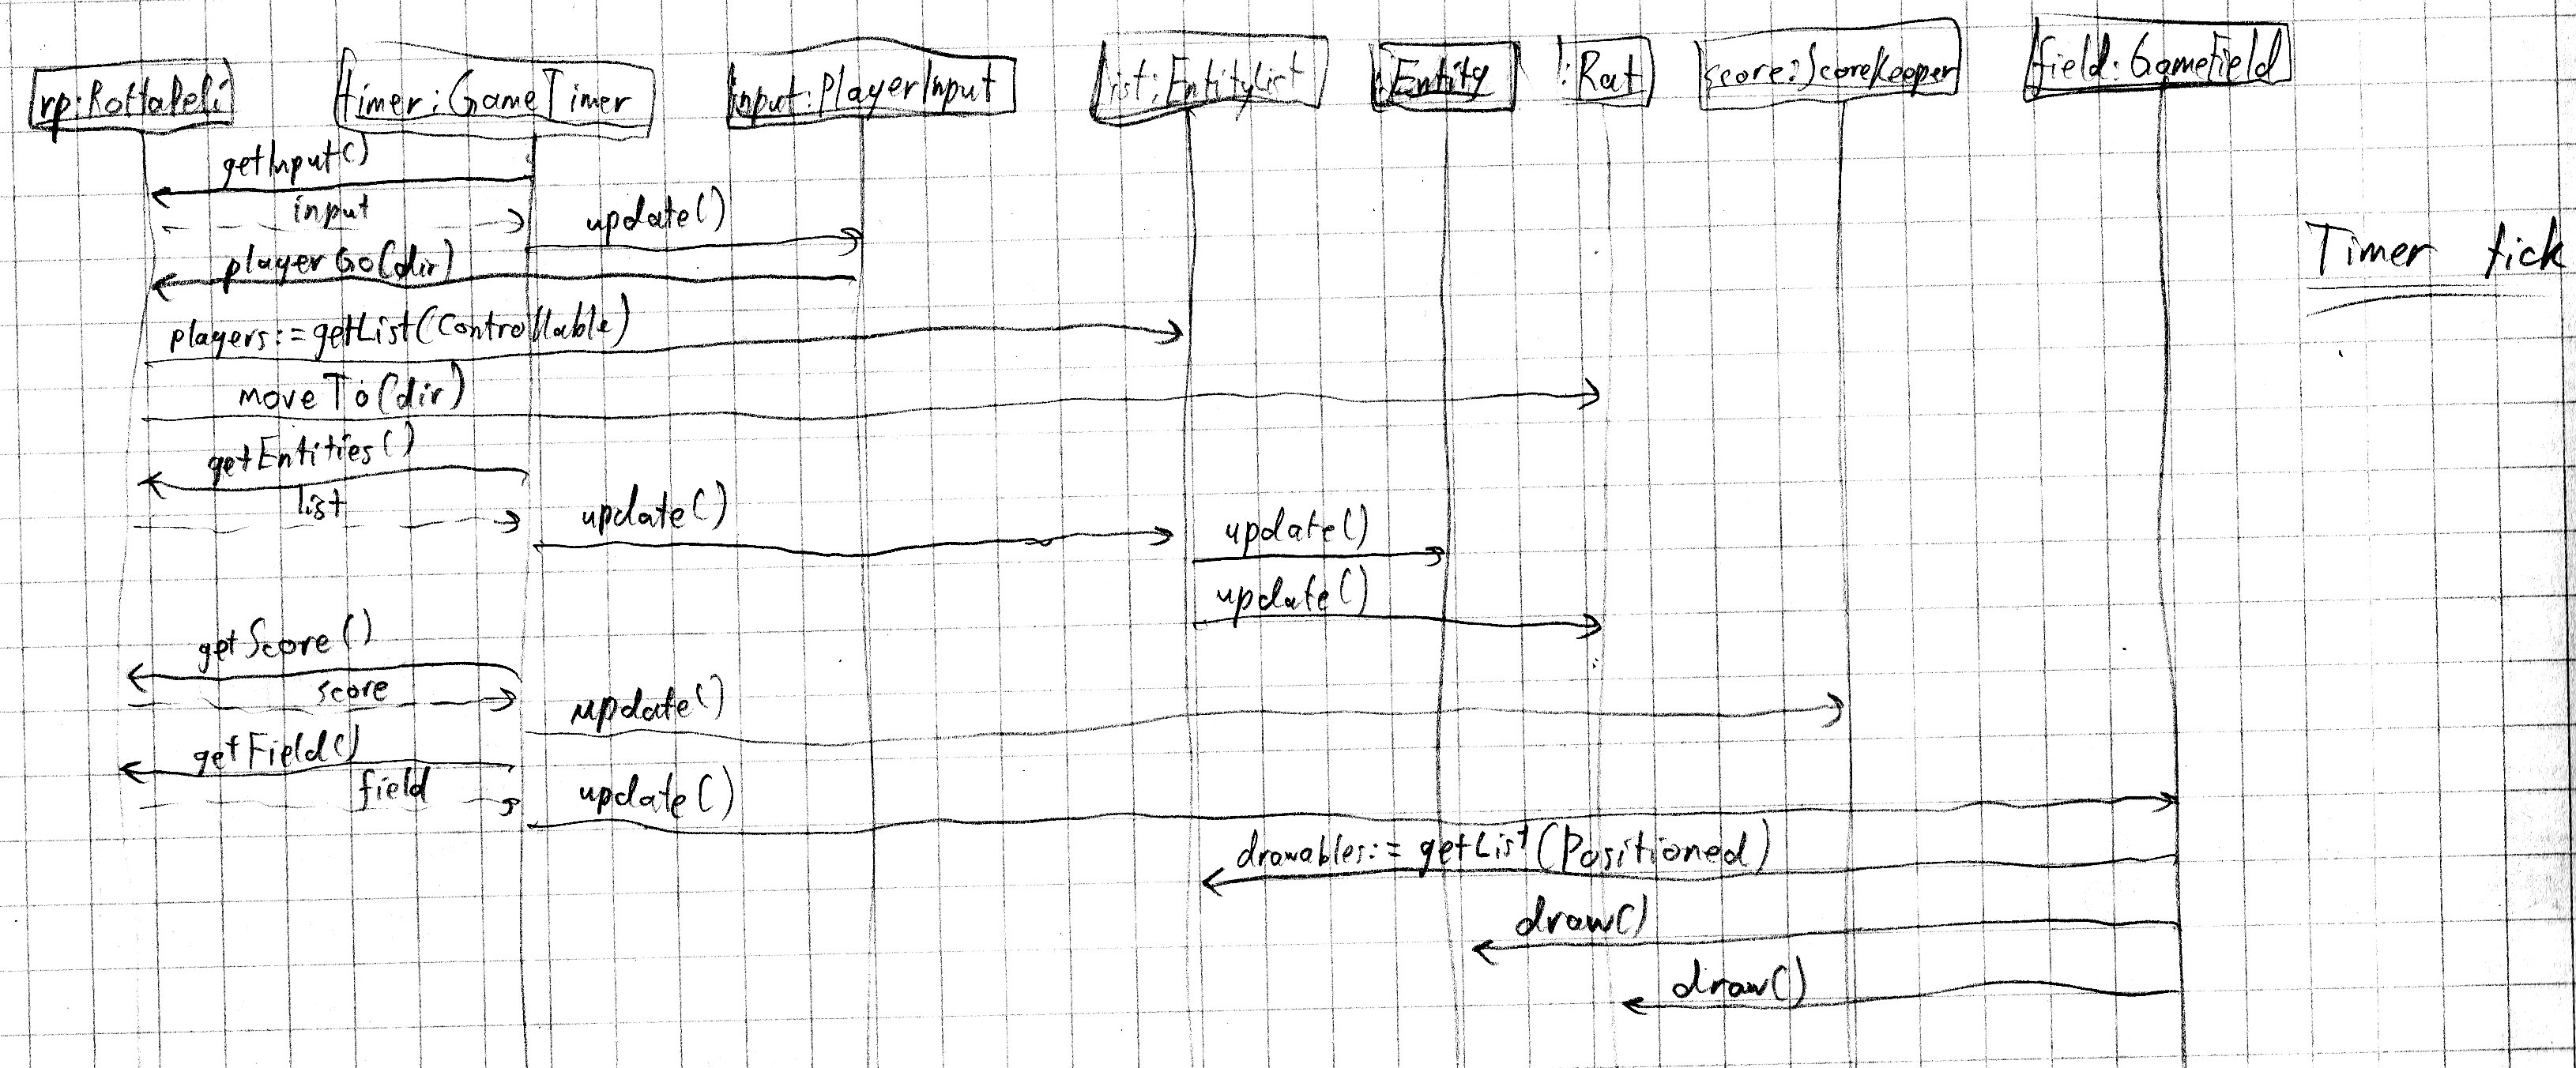 rp:RottaPeli timer:GameTimer input:PlayerInput list:EntityList :Entity :Rat score:ScoreKeeper field:GameField
getInput()
input
update()
playerGo(dir)
Timer tick
players:=getList(Controllable)
moveTo(dir)
getEntities()
list
update()
update()
update()
getScore()
score
update()
getField()
field
update()
drawables:=getList(Positioned)
draw()
draw()